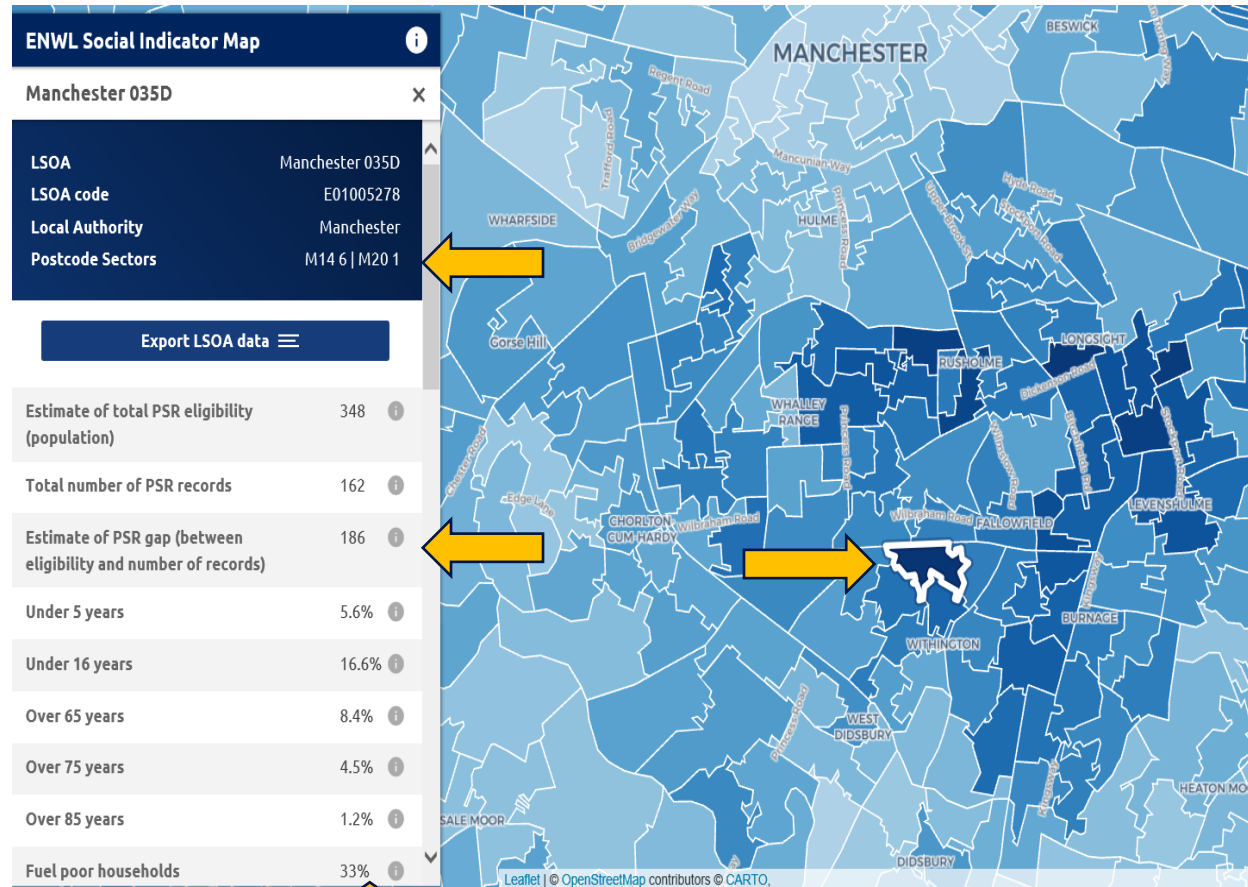 ENWL Social Indicator Map
Manchester 035D
LSOA Manchester 035D
LSOA code E01005278
Local Authority Manchester
Postcode Sectors M14 6 | M20 1
Export LSOA data
Estimate of total PSR eligibility 348
(population)
Total number of PSR records 162
Estimate of PSR gap (between 186
eligibility and number of records)
Under 5 years 5.6%
Under 16 years 16.6%
Over 65 years 8.4%
Over 75 years 4.5%
Over 85 years 1.2%
Fuel poor households 33%
BESWICK
MANCHESTER
Regent Road
Trafford Road
Mancunian Way
Hyde Road
WHARFSIDE
Bridgewater Way
HULME
Princess Road
Upper Brook St
Stockport Road
Gorse Hill
RUSHOLME
LONGSIGHT
Dickenson Road
WHALLEY
RANGE
Princess Road
Wilmslow Road
Birchfields Rd
Stockport Road
Chester Road
Edge Lane
CHORLTON-
CUM-HARDY
Wilbraham Road
Wilbraham Road
FALLOWFIELD
LEVENSHULME
Kingsway
BURNAGE
WITHINGTON
Princess Road
WEST
DIDSBURY
Kingsway
HEATON MO
SALE MOOR
DIDSBURY
Leaflet | © OpenStreetMap contributors © CARTO,